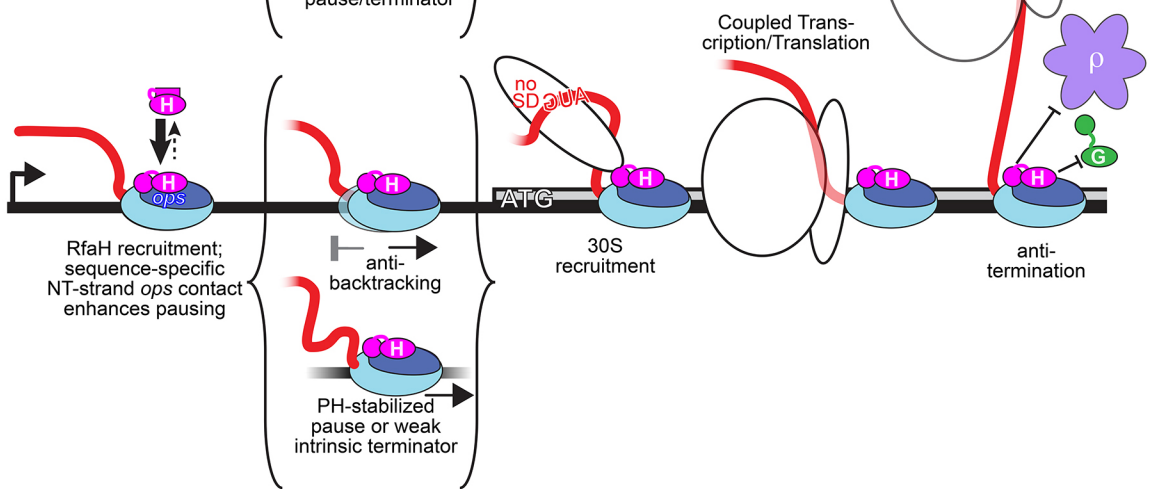 pause/terminator
H
H
ops
RfaH recruitment;
sequence-specific
NT-strand ops contact
enhances pausing
H
anti-
backtracking
H
PH-stabilized
pause or weak
intrinsic terminator
no
SD
GUA
ATG
H
30S
recruitment
Coupled Trans-
cription/Translation
H
ρ
G
H
anti-
termination